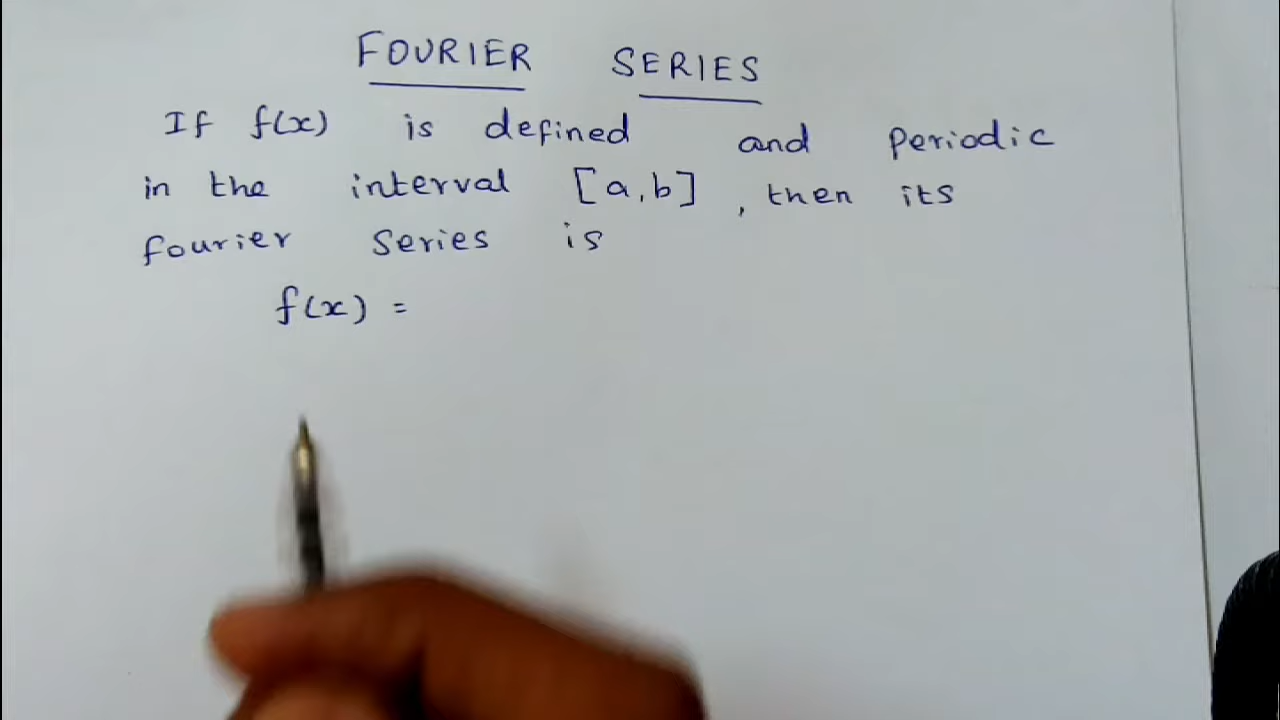 FOURIER SERIES
If f(x) is defined and periodic
in the interval [a,b], then its
fourier series is
f(x) =